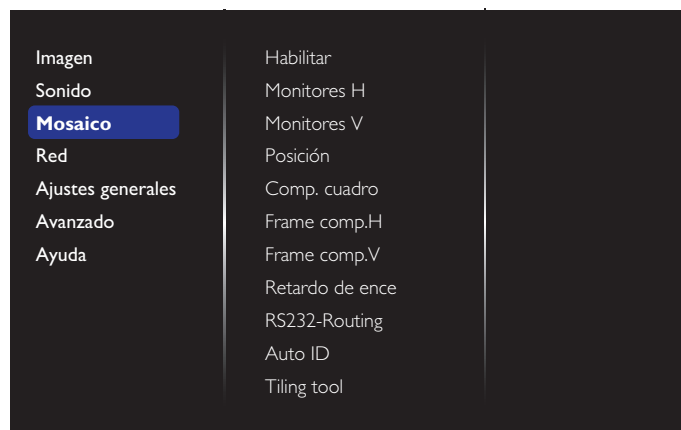 Imagen
Sonido
Mosaico
Red
Ajustes generales
Avanzado
Ayuda
Habilitar
Monitores H
Monitores V
Posición
Comp. cuadro
Frame comp.H
Frame comp.V
Retardo de ence
RS232-Routing
Auto ID
Tiling tool